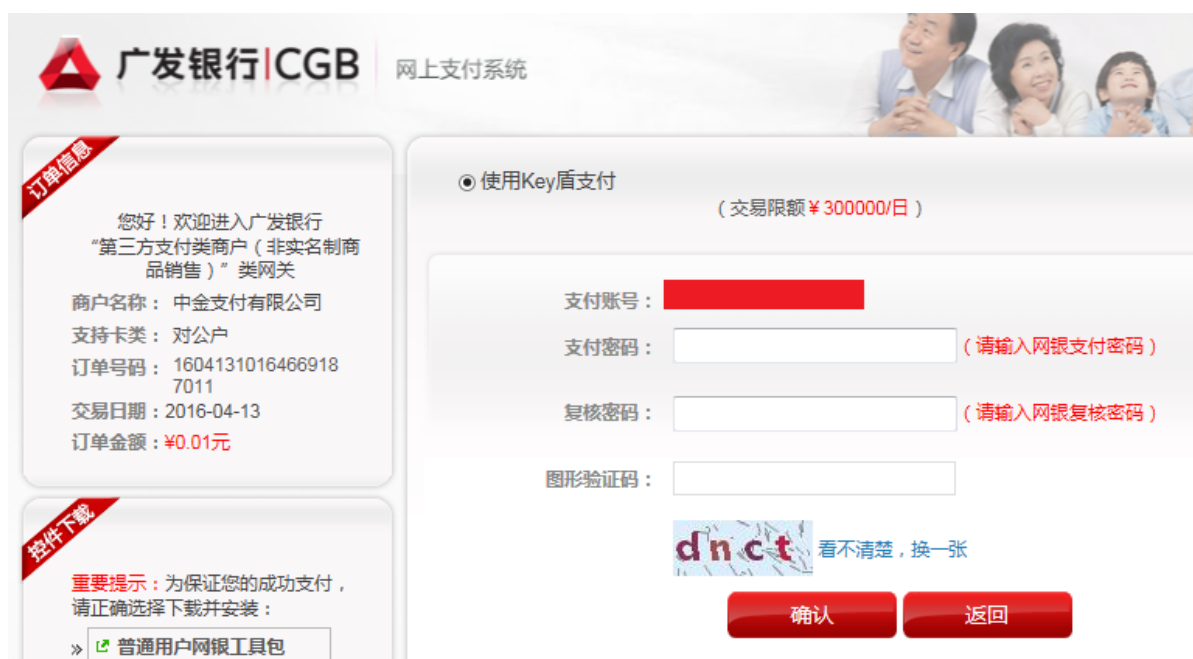 广发银行|CGB 网上支付系统
订单信息
您好！欢迎进入广发银行
“第三方支付类商户（非实名制商
品销售）”类网关
商户名称： 中金支付有限公司
支持卡类： 对公户
订单号码： 1604131016466918
7011
交易日期：2016-04-13
订单金额：¥0.01元
控件下载
重要提示：为保证您的成功支付，
请正确选择下载并安装：
» 普通用户网银工具包
使用Key盾支付
（交易限额￥300000/日）
支付账号：
支付密码： （请输入网银支付密码）
复核密码： （请输入网银复核密码）
图形验证码：
dnct 看不清楚，换一张
确认 返回